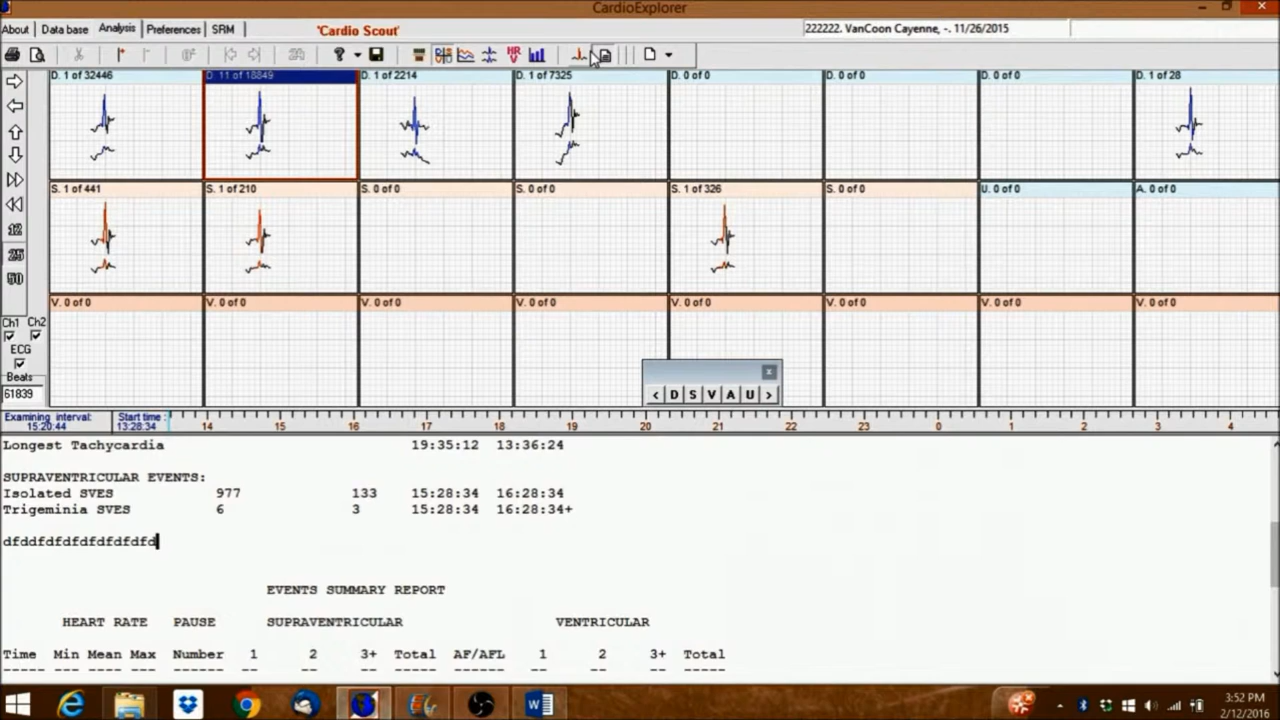 CardioExplorer
About Data base Analysis Preferences SRM 'Cardio Scout' 222222. VanCoon Cayenne, -. 11/26/2015
HR
D. 1 of 32446 D. 11 of 18849 D. 1 of 2214 D. 1 of 7325 D. 0 of 0 D. 0 of 0 D. 0 of 0 D. 1 of 28
S. 1 of 441 S. 1 of 210 S. 0 of 0 S. 0 of 0 S. 1 of 326 S. 0 of 0 U. 0 of 0 A. 0 of 0
12
25
50
V. 0 of 0 V. 0 of 0 V. 0 of 0 V. 0 of 0 V. 0 of 0 V. 0 of 0 V. 0 of 0 V. 0 of 0
Ch1 Ch2
ECG
Beats
61839
x
< D S V A U >
Examining interval: Start time :
15:20:44 13:28:34 14 15 16 17 18 19 20 21 22 23 0 1 2 3 4
Longest Tachycardia 19:35:12 13:36:24
SUPRAVENTRICULAR EVENTS:
Isolated SVES 977 133 15:28:34 16:28:34
Trigeminia SVES 6 3 15:28:34 16:28:34+
dfddfdfdfdfdfdfdfd
EVENTS SUMMARY REPORT
HEART RATE PAUSE SUPRAVENTRICULAR VENTRICULAR
Time Min Mean Max Number 1 2 3+ Total AF/AFL 1 2 3+ Total
----- --- ---- --- ------ -- -- -- ----- ------ -- -- -- -----
3:52 PM
2/12/2016